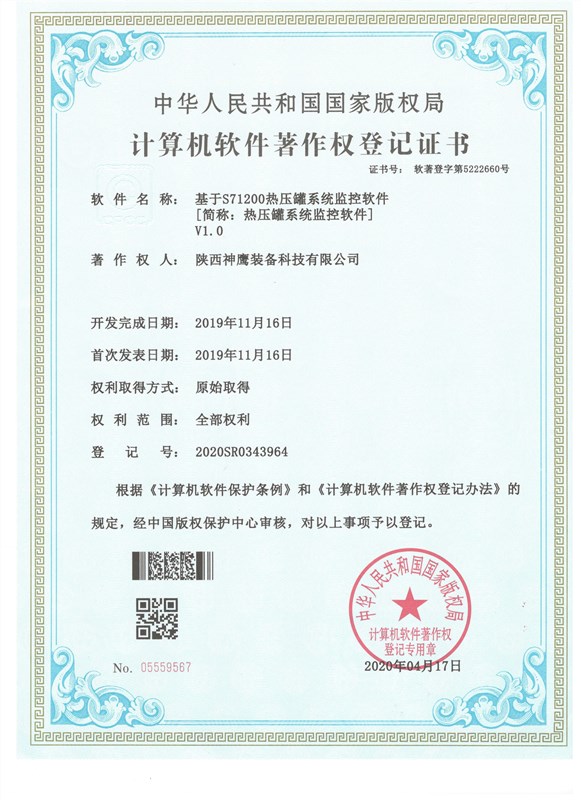 中华人民共和国国家版权局
计算机软件著作权登记证书
证书号： 软著登字第5222660号
软件名称： 基于S71200热压罐系统监控软件
[简称：热压罐系统监控软件]
V1.0
著作权人： 陕西神鹰装备科技有限公司
开发完成日期： 2019年11月16日
首次发表日期： 2019年11月16日
权利取得方式： 原始取得
权利范围： 全部权利
登记号： 2020SR0343964
根据《计算机软件保护条例》和《计算机软件著作权登记办法》的
规定，经中国版权保护中心审核，对以上事项予以登记。
中华人民共和国国家版权局
计算机软件著作权
登记专用章
No. 05559567
2020年04月17日